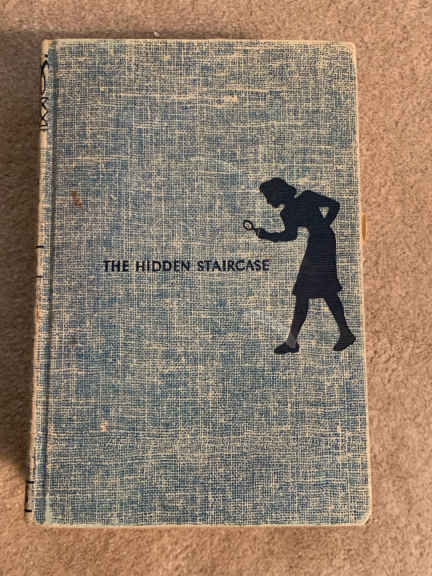 THE HIDDEN STAIRCASE